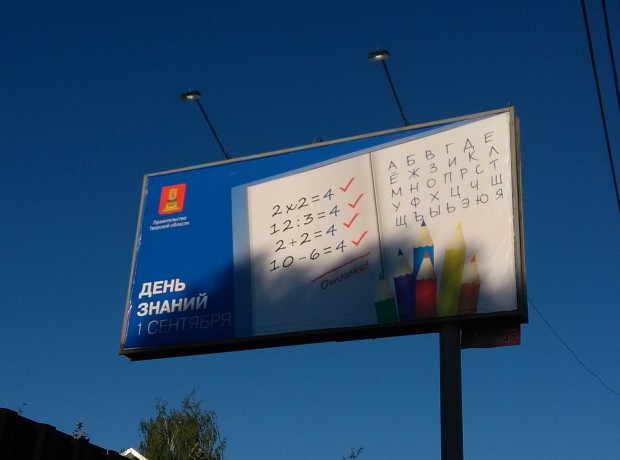 Правительство
Тверской области
ДЕНЬ
ЗНАНИЙ
1 СЕНТЯБРЯ
2×2=4
12:3=4
2+2=4
10-6=4
Отлично!
А Б В Г Д Е
Ё Ж З И К Л
М Н О П Р С Т
У Ф Х Ц Ч Ш
Щ Ъ Ы Ь Э Ю Я